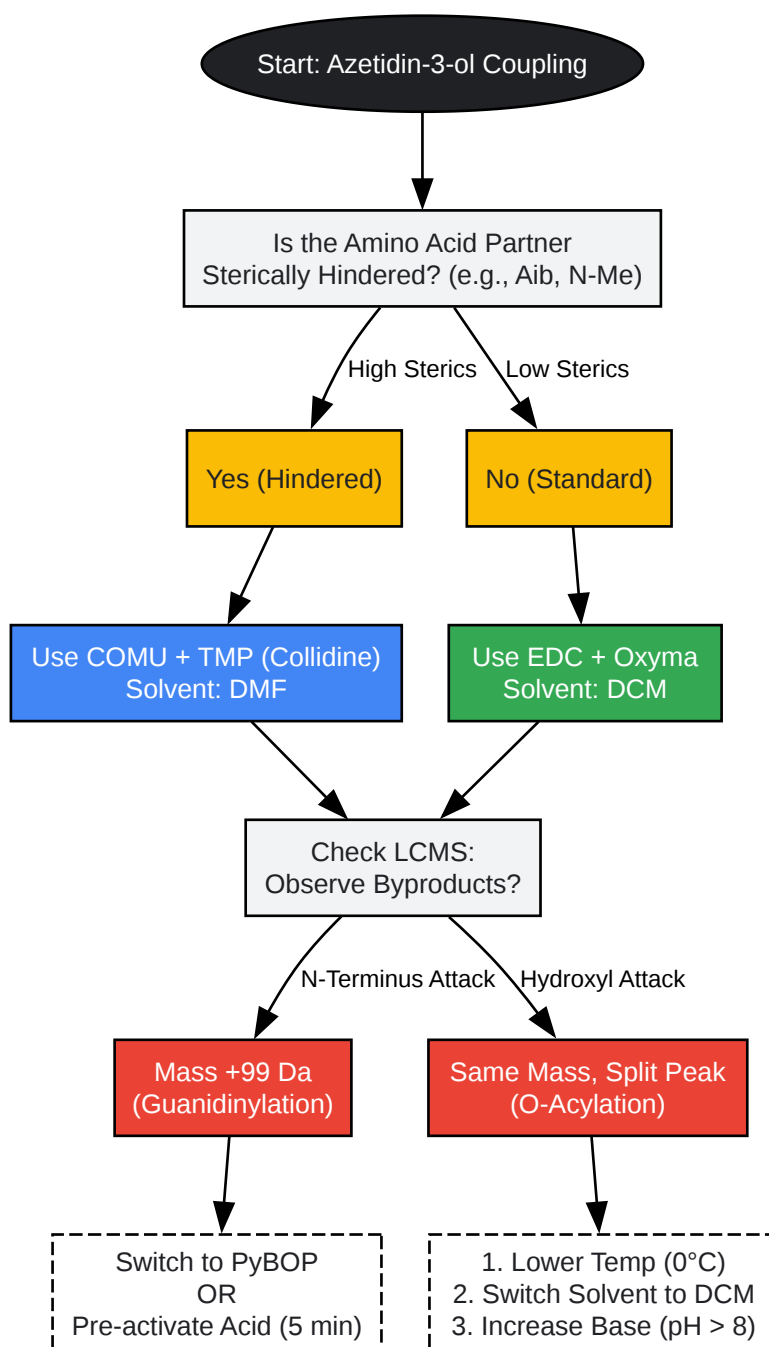 Start: Azetidin-3-ol Coupling
Is the Amino Acid Partner
Sterically Hindered? (e.g., Aib, N-Me)
High Sterics
Low Sterics
Yes (Hindered)
No (Standard)
Use COMU + TMP (Collidine)
Solvent: DMF
Use EDC + Oxyma
Solvent: DCM
Check LCMS:
Observe Byproducts?
N-Terminus Attack
Hydroxyl Attack
Mass +99 Da
(Guanidinylation)
Same Mass, Split Peak
(O-Acylation)
Switch to PyBOP
OR
Pre-activate Acid (5 min)
1. Lower Temp (0°C)
2. Switch Solvent to DCM
3. Increase Base (pH > 8)